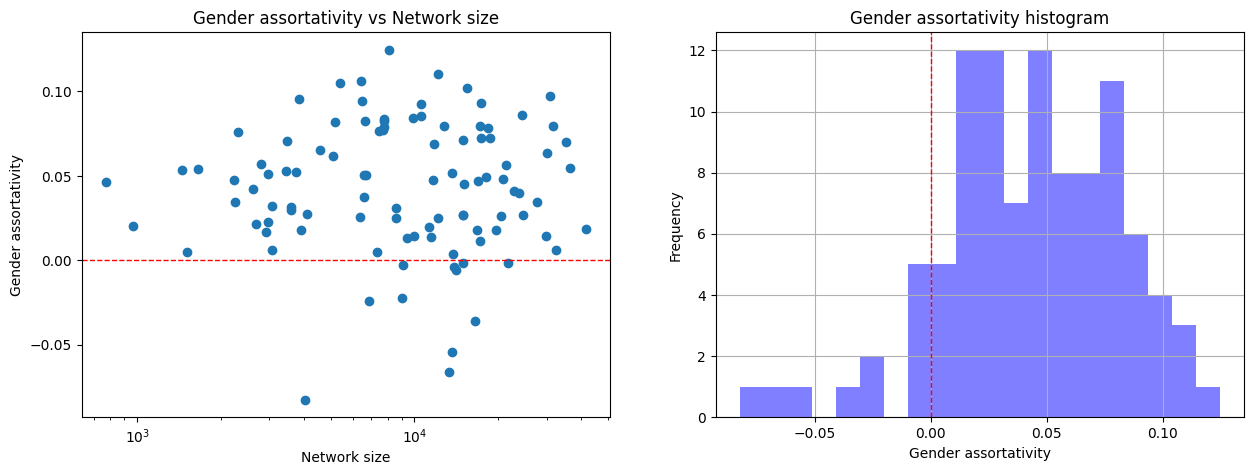 Gender assortativity vs Network size
Gender assortativity
0.10
0.05
0.00
−0.05
10³
10⁴
Network size
Gender assortativity histogram
Frequency
12
10
8
6
4
2
0
−0.05
0.00
0.05
0.10
Gender assortativity